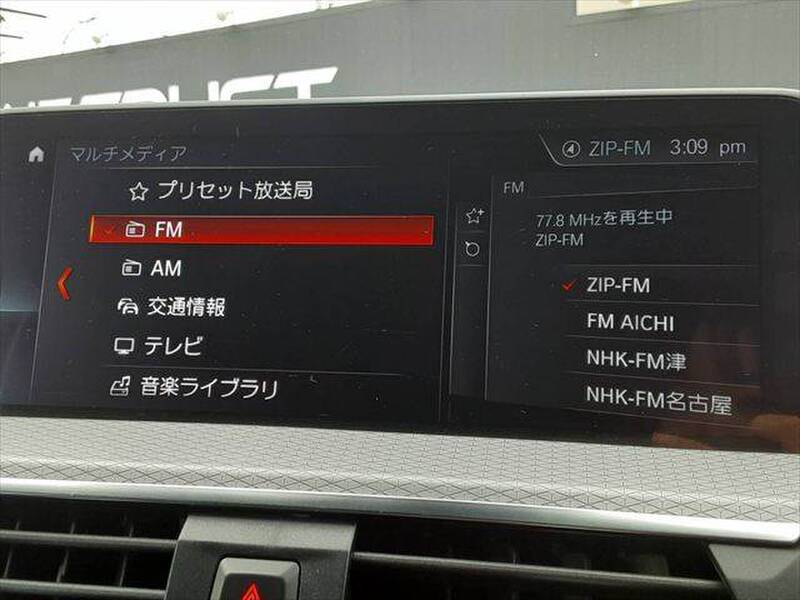 マルチメディア
ZIP-FM 3:09 pm
プリセット放送局
FM
AM
交通情報
テレビ
音楽ライブラリ
FM
77.8 MHzを再生中
ZIP-FM
ZIP-FM
FM AICHI
NHK-FM津
NHK-FM名古屋